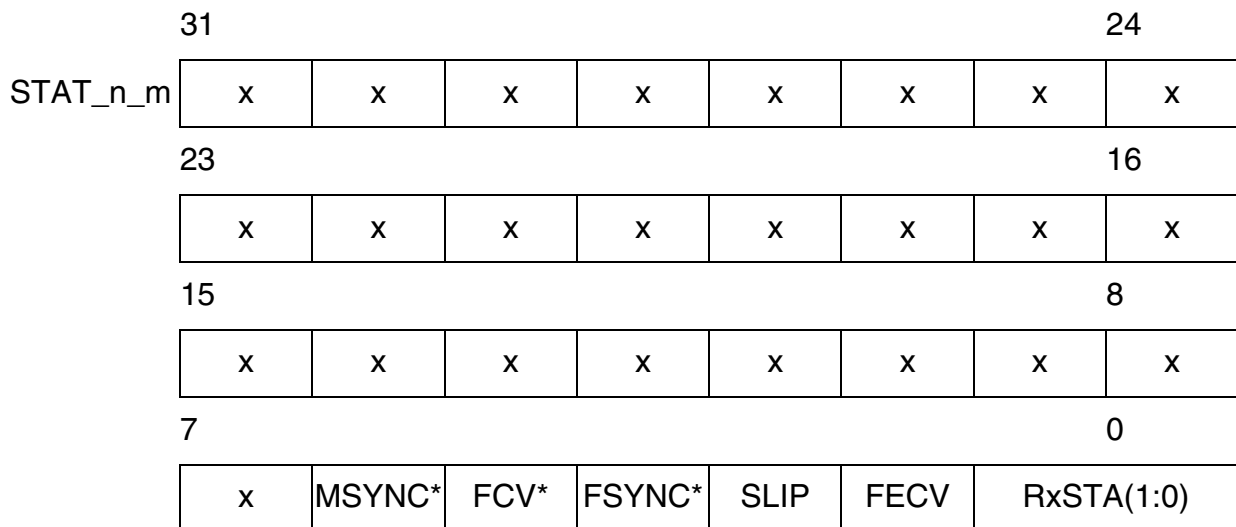 31 24
STAT_n_m x x x x x x x x
23 16
x x x x x x x x
15 8
x x x x x x x x
7 0
x MSYNC* FCV* FSYNC* SLIP FECV RxSTA(1:0)